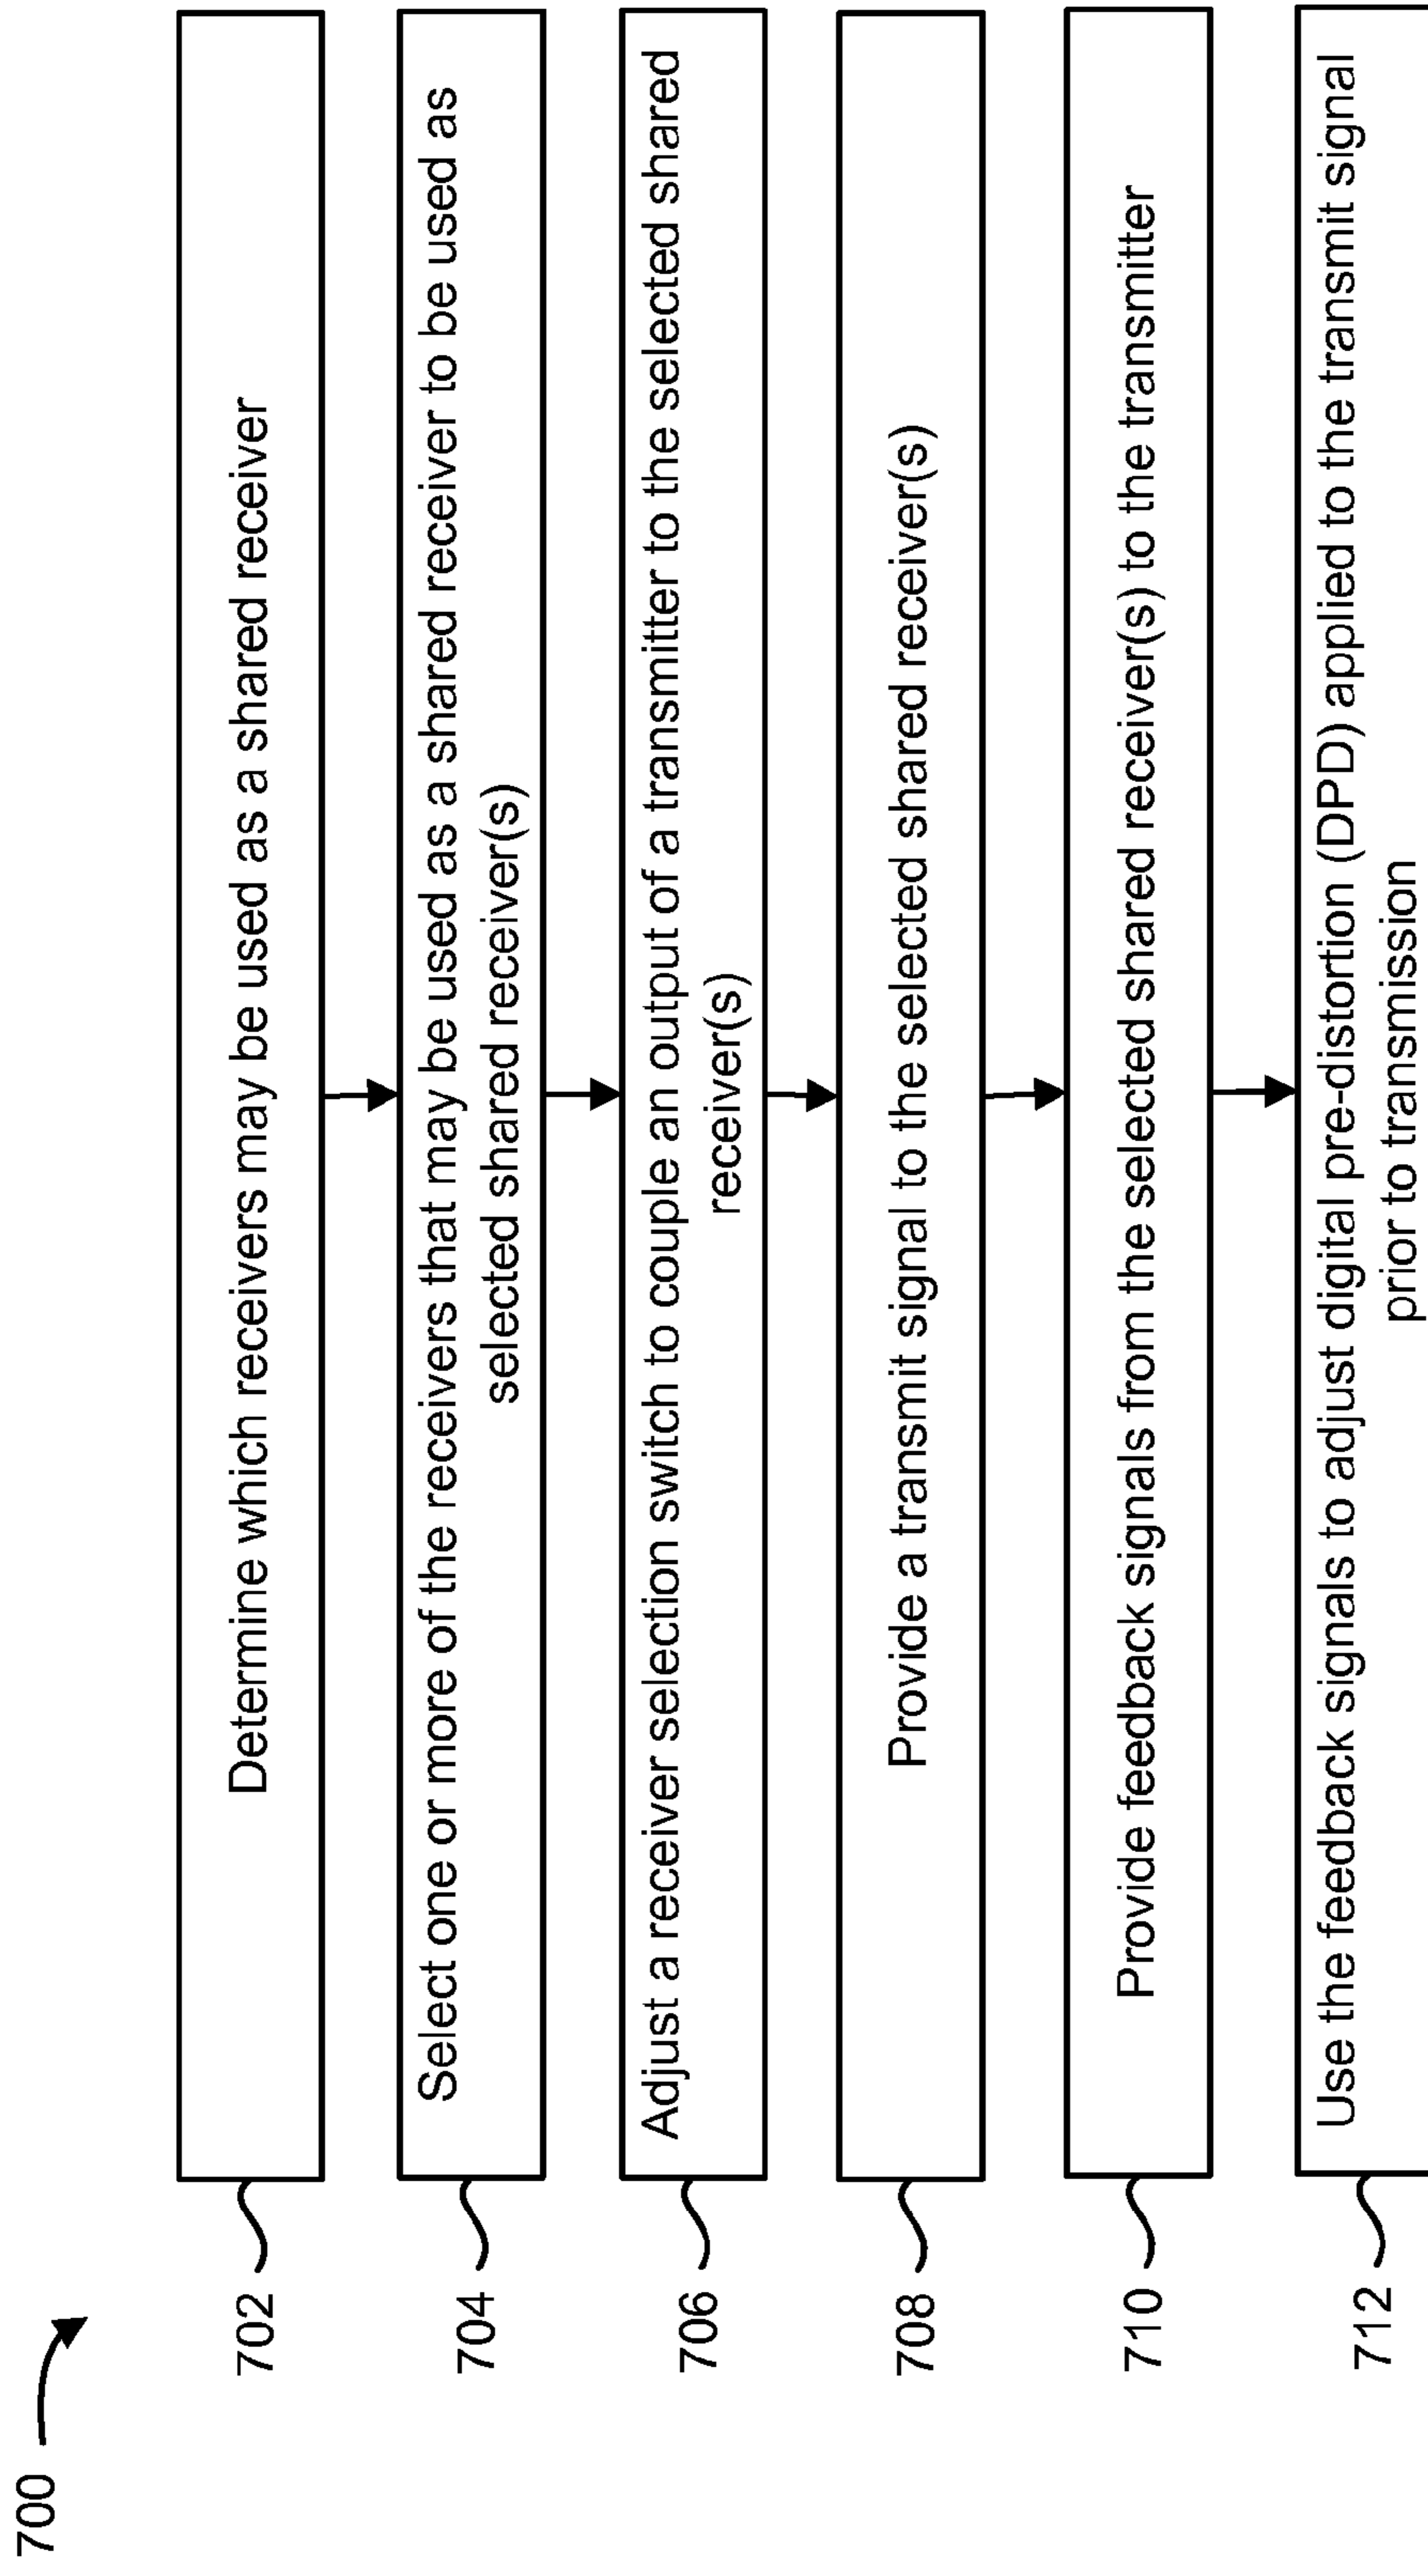 700
702
Determine which receivers may be used as a shared receiver
704
Select one or more of the receivers that may be used as a shared receiver to be used as
selected shared receiver(s)
706
Adjust a receiver selection switch to couple an output of a transmitter to the selected shared
receiver(s)
708
Provide a transmit signal to the selected shared receiver(s)
710
Provide feedback signals from the selected shared receiver(s) to the transmitter
712
Use the feedback signals to adjust digital pre-distortion (DPD) applied to the transmit signal
prior to transmission